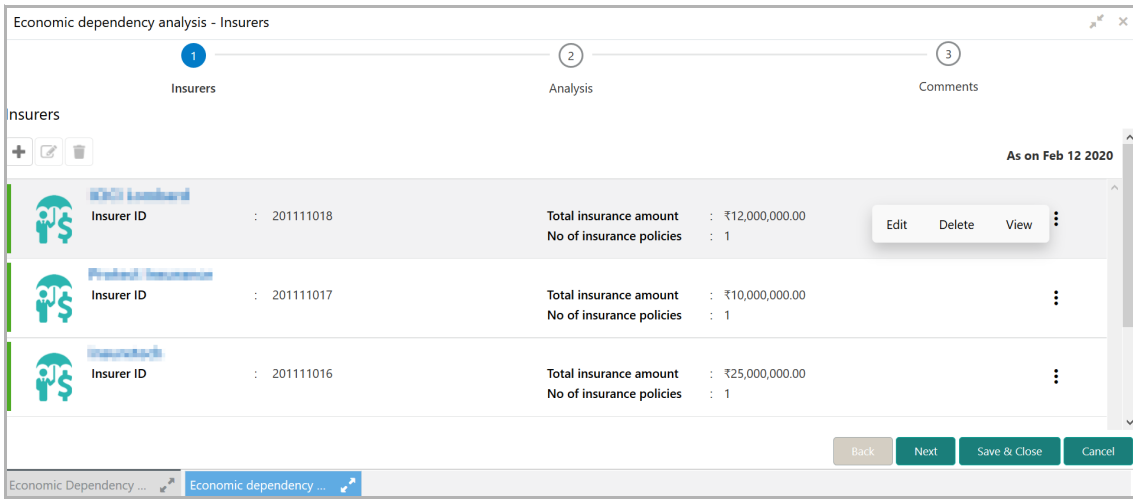 Economic dependency analysis - Insurers
1 2 3
Insurers Analysis Comments
Insurers
As on Feb 12 2020
Insurer ID : 201111018 Total insurance amount : ₹12,000,000.00
No of insurance policies : 1
Edit Delete View
Insurer ID : 201111017 Total insurance amount : ₹10,000,000.00
No of insurance policies : 1
Insurer ID : 201111016 Total insurance amount : ₹25,000,000.00
No of insurance policies : 1
Back Next Save & Close Cancel
Economic Dependency ... Economic dependency ...